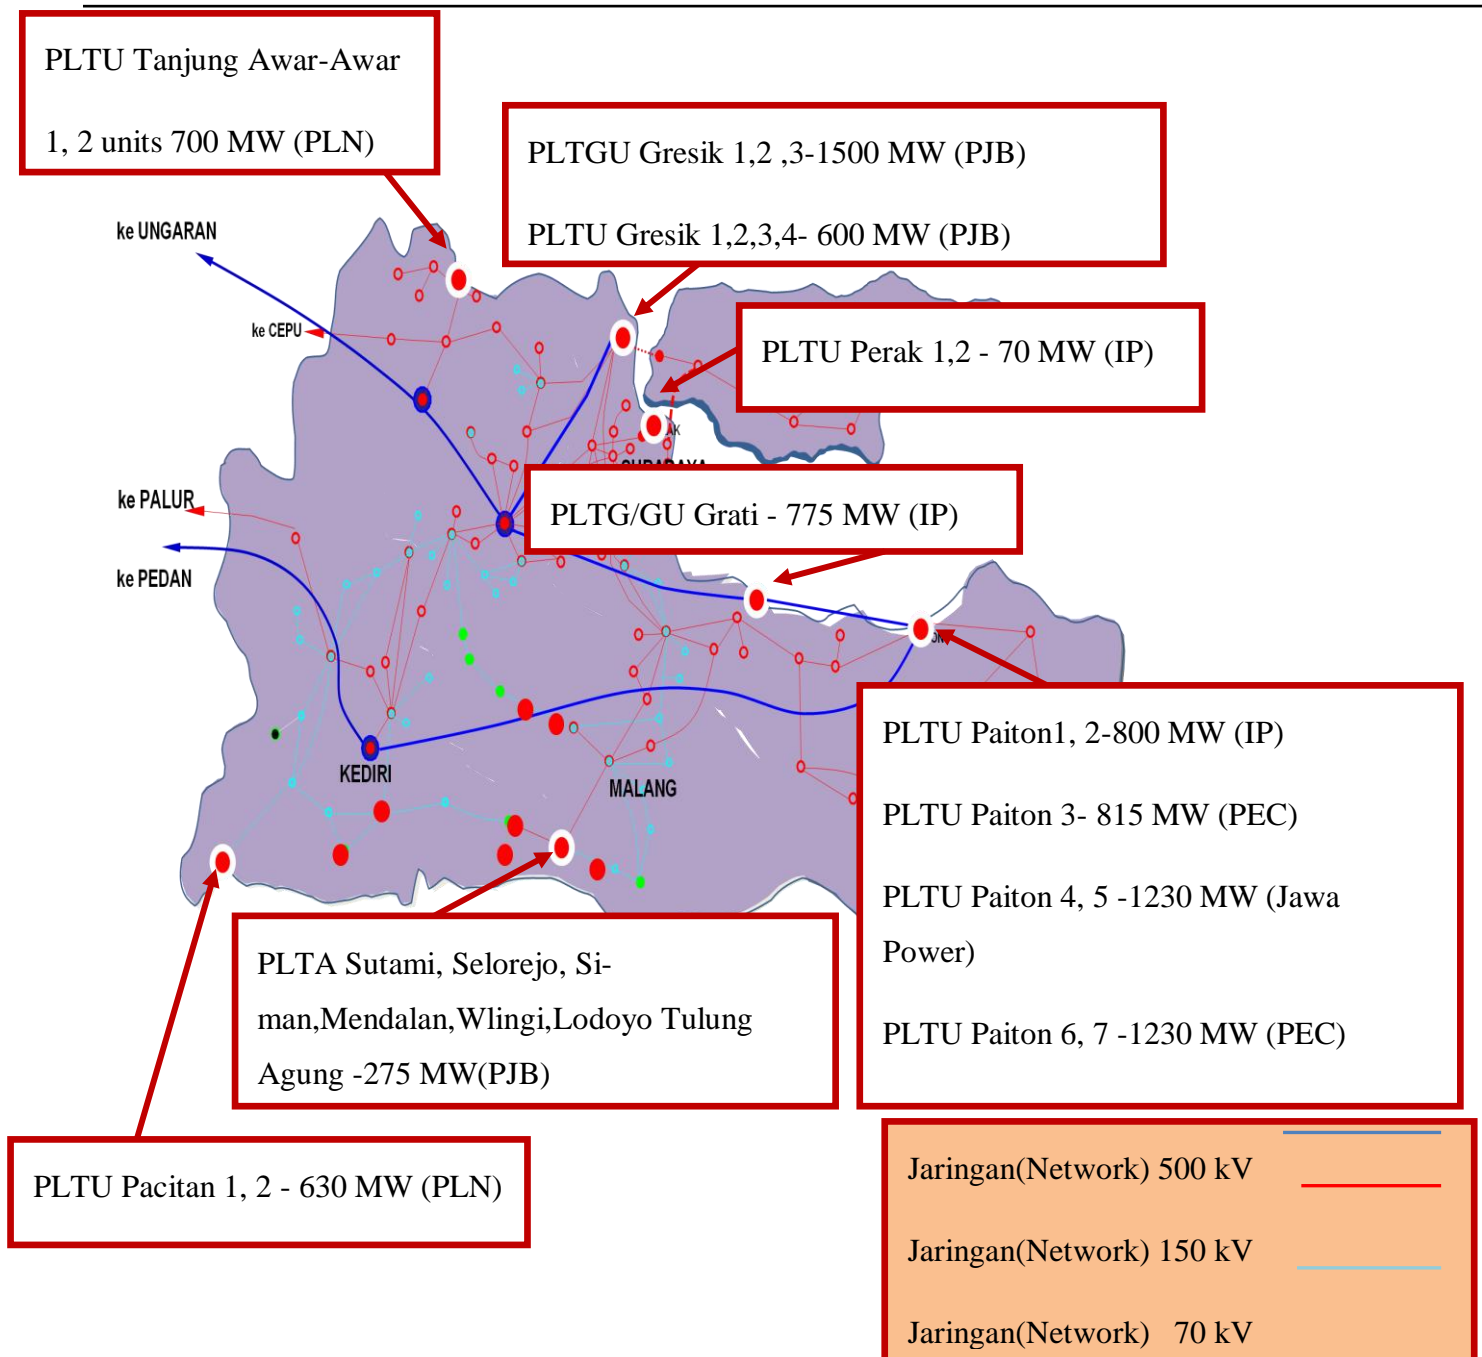 PLTU Tanjung Awar-Awar
1, 2 units 700 MW (PLN)
PLTGU Gresik 1,2 ,3-1500 MW (PJB)
PLTU Gresik 1,2,3,4- 600 MW (PJB)
ke UNGARAN
ke CEPU
PLTU Perak 1,2 - 70 MW (IP)
ke PALUR
PLTG/GU Grati - 775 MW (IP)
ke PEDAN
KEDIRI
MALANG
PLTU Paiton1, 2-800 MW (IP)
PLTU Paiton 3- 815 MW (PEC)
PLTU Paiton 4, 5 -1230 MW (Jawa
Power)
PLTU Paiton 6, 7 -1230 MW (PEC)
PLTA Sutami, Selorejo, Si-
man,Mendalan,Wlingi,Lodoyo Tulung
Agung -275 MW(PJB)
PLTU Pacitan 1, 2 - 630 MW (PLN)
Jaringan(Network) 500 kV
Jaringan(Network) 150 kV
Jaringan(Network) 70 kV